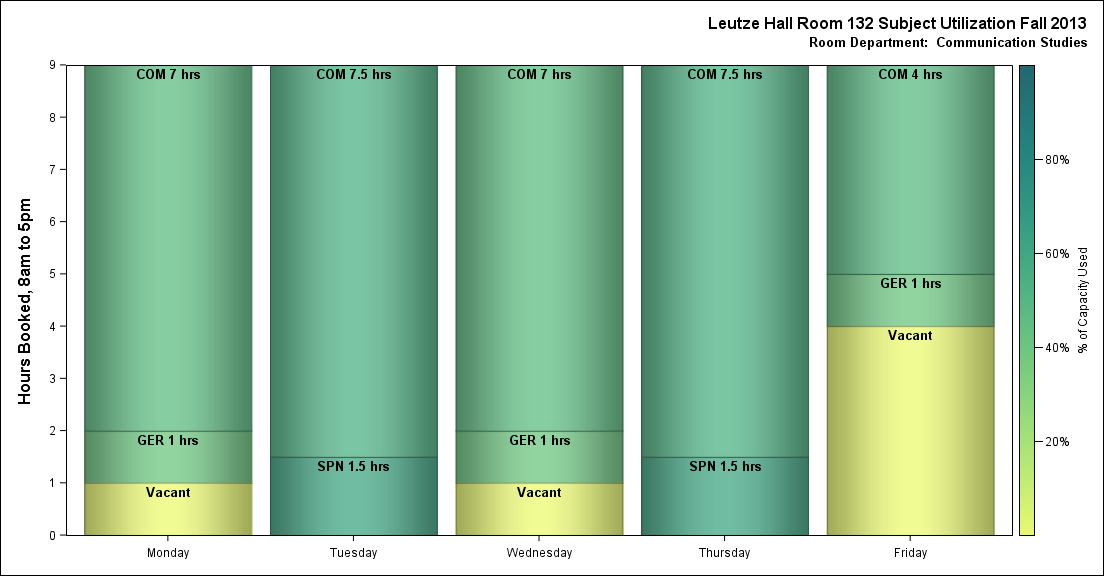 Leutze Hall Room 132 Subject Utilization Fall 2013
Room Department:  Communication Studies
Hours Booked, 8am to 5pm
9
8
7
6
5
4
3
2
1
0
COM 7 hrs
GER 1 hrs
Vacant
COM 7.5 hrs
SPN 1.5 hrs
COM 7 hrs
GER 1 hrs
Vacant
COM 7.5 hrs
SPN 1.5 hrs
COM 4 hrs
GER 1 hrs
Vacant
Monday
Tuesday
Wednesday
Thursday
Friday
80%
60%
40%
20%
% of Capacity Used